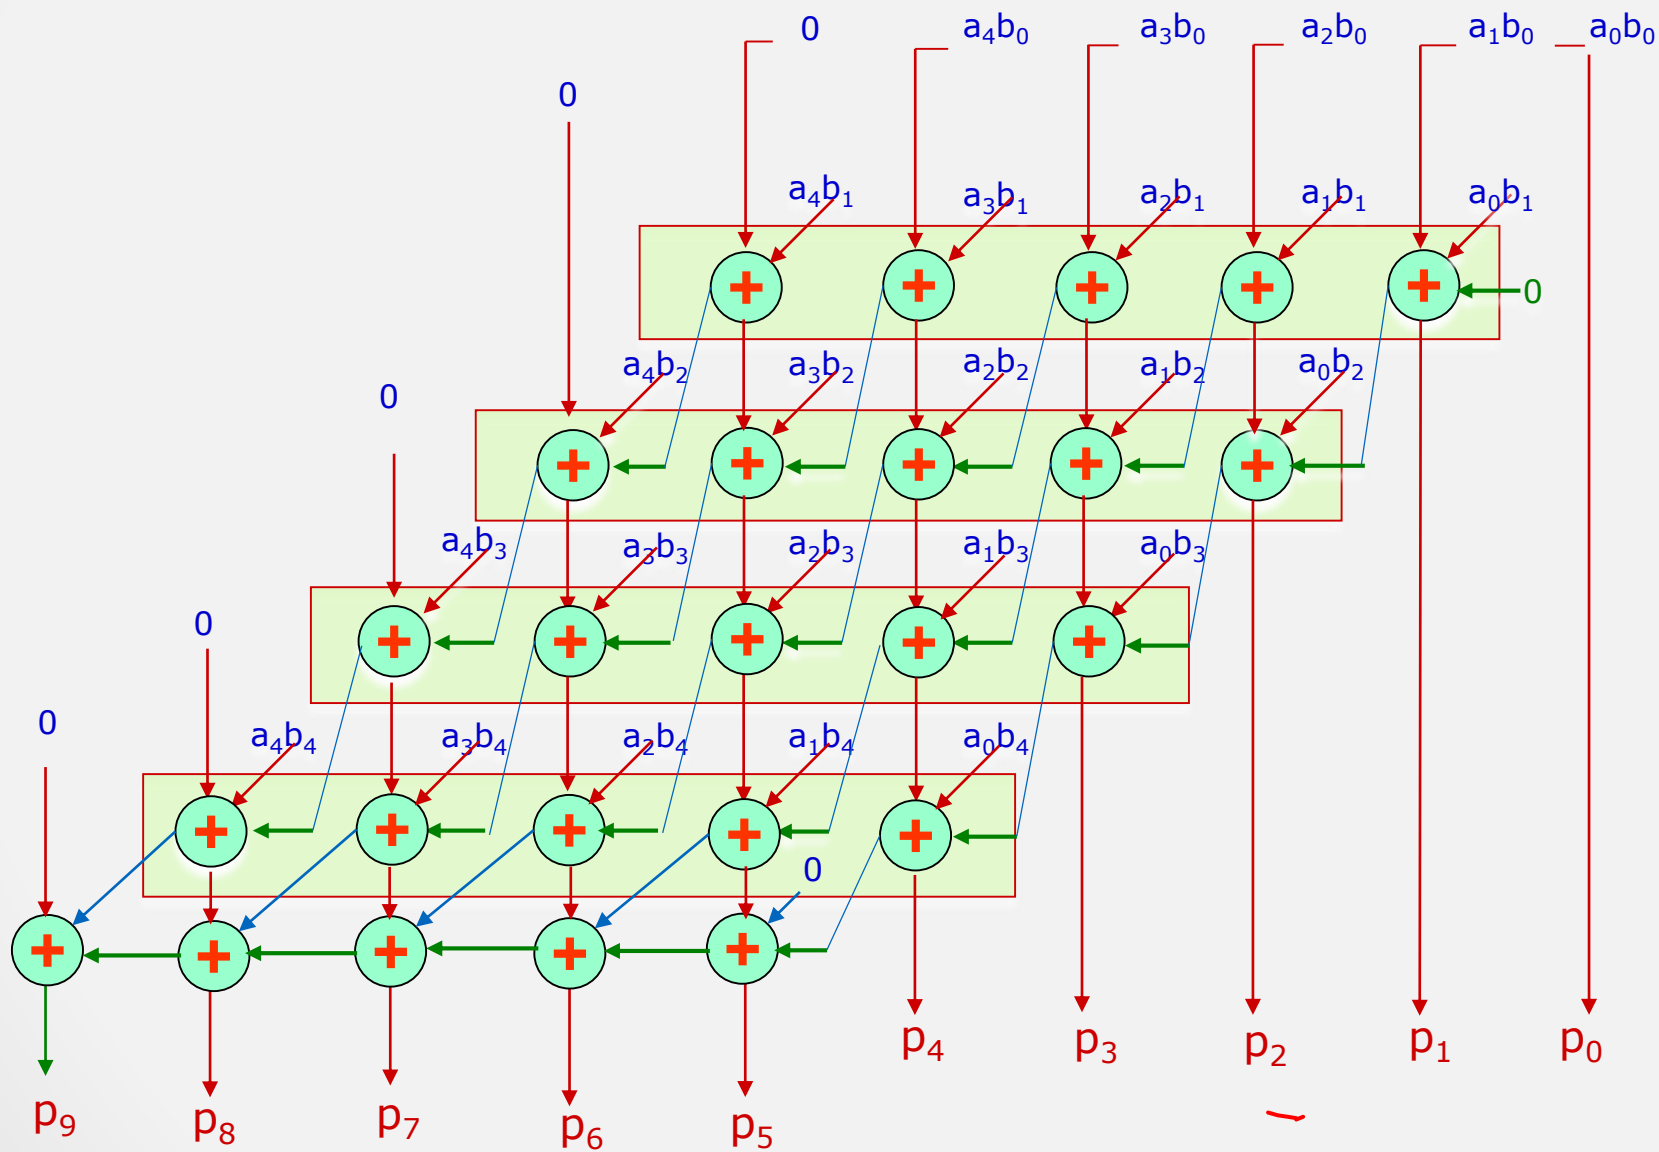 0 a₄b₀ a₃b₀ a₂b₀ a₁b₀ a₀b₀
0
a₄b₁ a₃b₁ a₂b₁ a₁b₁ a₀b₁
+ + + + + 0
a₄b₂ a₃b₂ a₂b₂ a₁b₂ a₀b₂
0
+ + + + +
a₄b₃ a₃b₃ a₂b₃ a₁b₃ a₀b₃
0
+ + + + +
0
a₄b₄ a₃b₄ a₂b₄ a₁b₄ a₀b₄
+ + + + +
0
+ + + + +
p₄ p₃ p₂ p₁ p₀
p₉ p₈ p₇ p₆ p₅